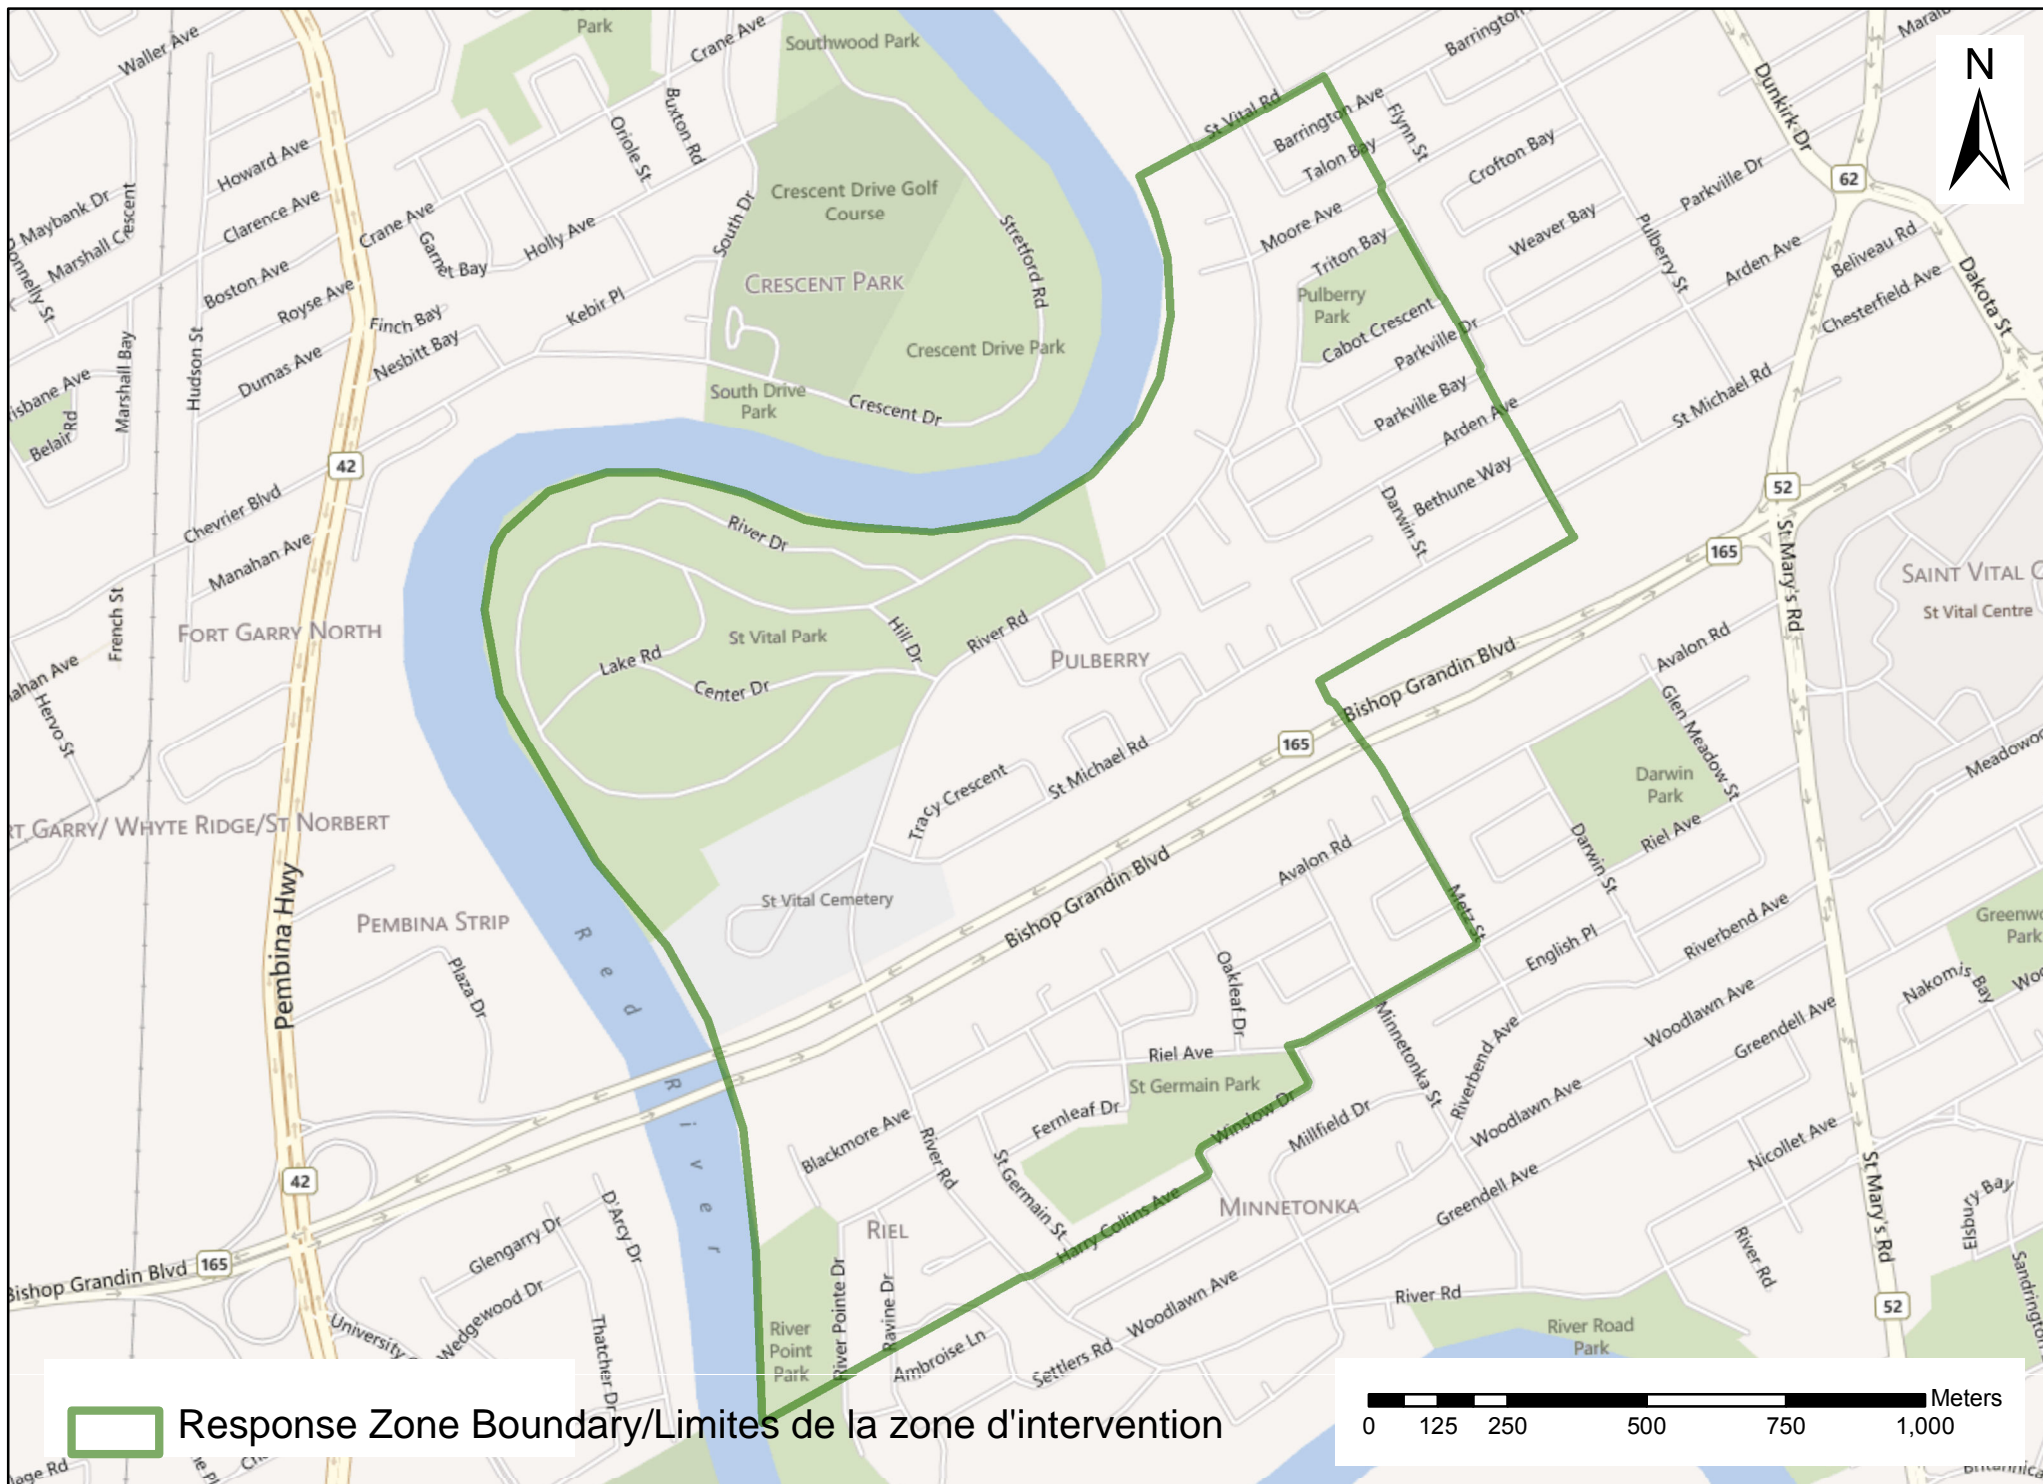 Park
Southwood Park
Crane Ave
Waller Ave
Barrington
Dunkirk Dr
N
Buxton Rd
Oriole St
St Vital Rd
Barrington Ave
Flynn St
Talon Bay
Crofton Bay
Howard Ave
Crescent Drive Golf
Course
Parkville Dr
62
Maybank Dr
Marshall Crescent
Clarence Ave
Crane Ave
Garnet Bay
Holly Ave
South Dr
Stretford Rd
Moore Ave
Weaver Bay
Pulberry St
Triton Bay
Arden Ave
Beliveau Rd
Boston Ave
Royse Ave
Kebir Pl
CRESCENT PARK
Pulberry
Park
Chesterfield Ave
Dakota St
Finch Bay
Nesbitt Bay
Cabot Crescent
Parkville Dr
Crescent Drive Park
Marshall Bay
Hudson St
Dumas Ave
South Drive
Park
Crescent Dr
Parkville Bay
Arden Ave
St Michael Rd
Belair Rd
42
Bethune Way
Darwin St
52
Chevrier Blvd
Manahan Ave
River Dr
165
St Mary's Rd
SAINT VITAL C
St Vital Centre
French St
FORT GARRY NORTH
St Vital Park
Hill Dr
River Rd
Lake Rd
Center Dr
PULBERRY
Avalon Rd
Bishop Grandin Blvd
Glen Meadow St
Hervo St
165
St Michael Rd
Tracy Crescent
Darwin
Park
RT GARRY/ WHYTE RIDGE/ST NORBERT
Riel Ave
Darwin St
Avalon Rd
Pembina Hwy
PEMBINA STRIP
St Vital Cemetery
Bishop Grandin Blvd
Metz St
English Pl
Riverbend Ave
Plaza Dr
Red River
Oakleaf Dr
Minnetonka St
Woodlawn Ave
Greendell Ave
Nakomis Bay
Riel Ave
St Germain Park
Riverbend Ave
Fernleaf Dr
Winslow Dr
Millfield Dr
Woodlawn Ave
Blackmore Ave
River Rd
St Germain St
Nicollet Ave
42
D'Arcy Dr
Glengarry Dr
Harry Collins Ave
MINNETONKA
Greendell Ave
RIEL
St Mary's Rd
Elsbury Bay
River Rd
Bishop Grandin Blvd
165
Wedgewood Dr
River Pointe Dr
Ravine Dr
Woodlawn Ave
River Rd
52
University
Thatcher Dr
River
Point
Park
Ambroise Ln
Settlers Rd
River Road
Park
Response Zone Boundary/Limites de la zone d'intervention
Meters
0 125 250 500 750 1,000